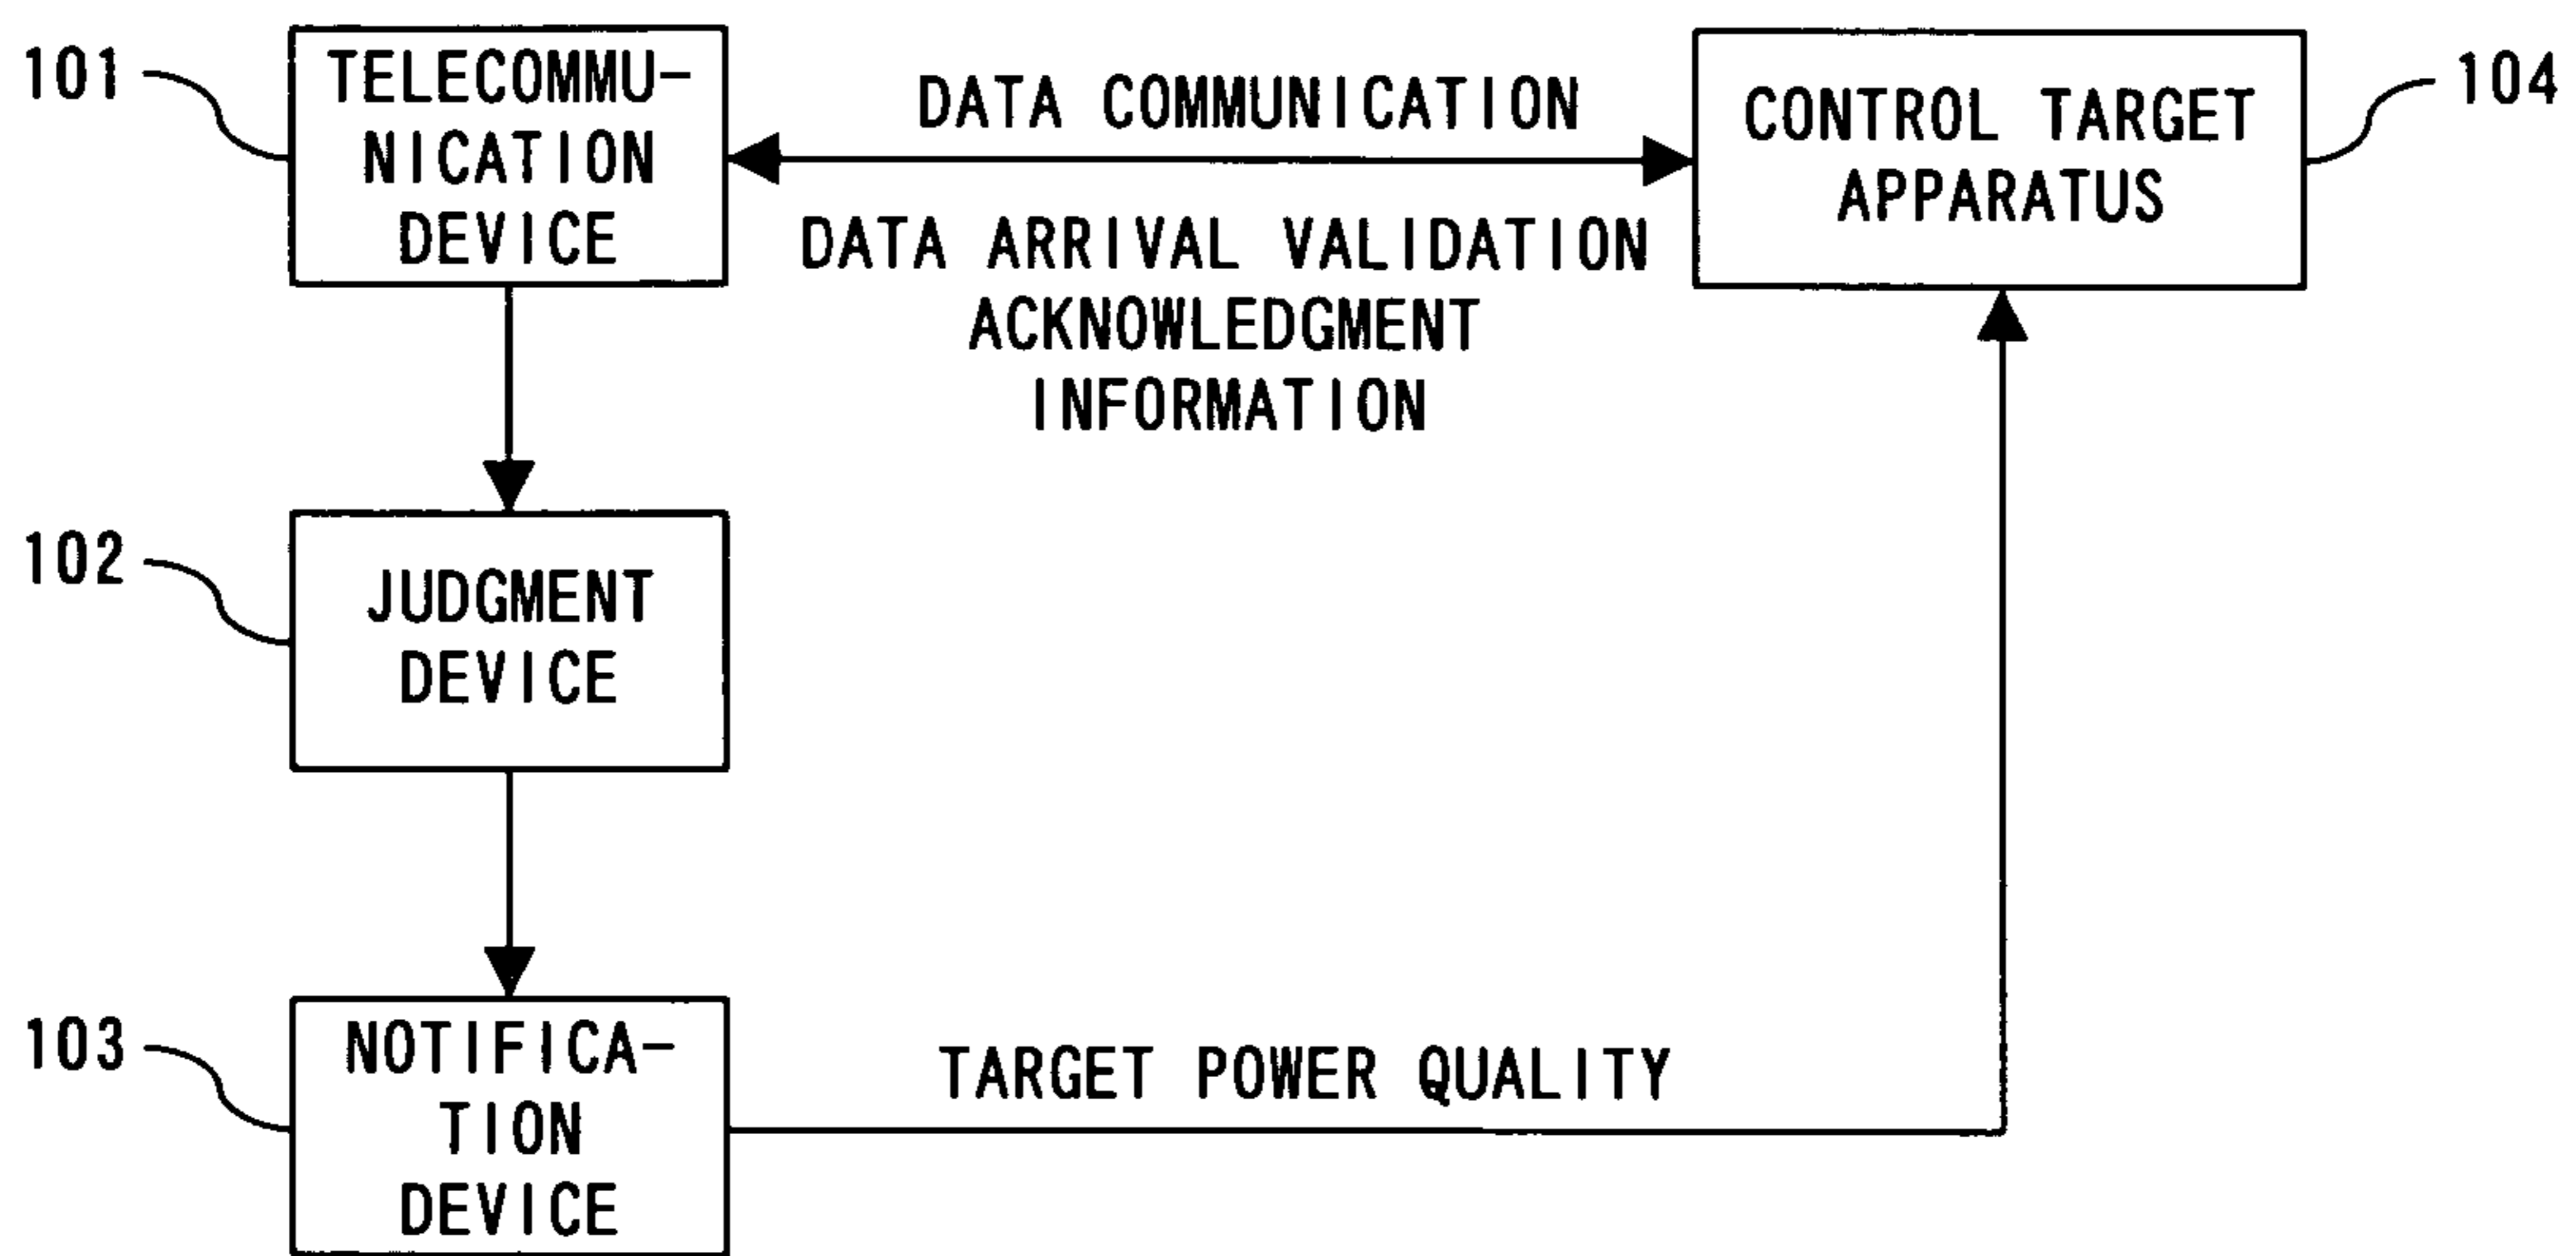 101
TELECOMMU-
NICATION
DEVICE
DATA COMMUNICATION
DATA ARRIVAL VALIDATION
ACKNOWLEDGMENT
INFORMATION
CONTROL TARGET
APPARATUS
104
102
JUDGMENT
DEVICE
103
NOTIFICA-
TION
DEVICE
TARGET POWER QUALITY